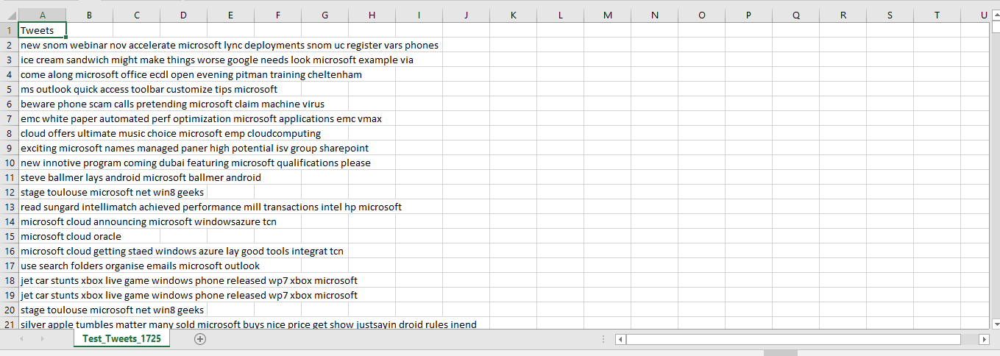 A B C D E F G H I J K L M N O P Q R S T U
1 Tweets
2 new snom webinar nov accelerate microsoft lync deployments snom uc register vars phones
3 ice cream sandwich might make things worse google needs look microsoft example via
4 come along microsoft office ecdl open evening pitman training cheltenham
5 ms outlook quick access toolbar customize tips microsoft
6 beware phone scam calls pretending microsoft claim machine virus
7 emc white paper automated perf optimization microsoft applications emc vmax
8 cloud offers ultimate music choice microsoft emp cloudcomputing
9 exciting microsoft names managed paner high potential isv group sharepoint
10 new innotive program coming dubai featuring microsoft qualifications please
11 steve ballmer lays android microsoft ballmer android
12 stage toulouse microsoft net win8 geeks
13 read sungard intellimatch achieved performance mill transactions intel hp microsoft
14 microsoft cloud announcing microsoft windowsazure tcn
15 microsoft cloud oracle
16 microsoft cloud getting staed windows azure lay good tools integrat tcn
17 use search folders organise emails microsoft outlook
18 jet car stunts xbox live game windows phone released wp7 xbox microsoft
19 jet car stunts xbox live game windows phone released wp7 xbox microsoft
20 stage toulouse microsoft net win8 geeks
21 silver apple tumbles matter many sold microsoft buys nice price get show justsayin droid rules inend
Test_Tweets_1725